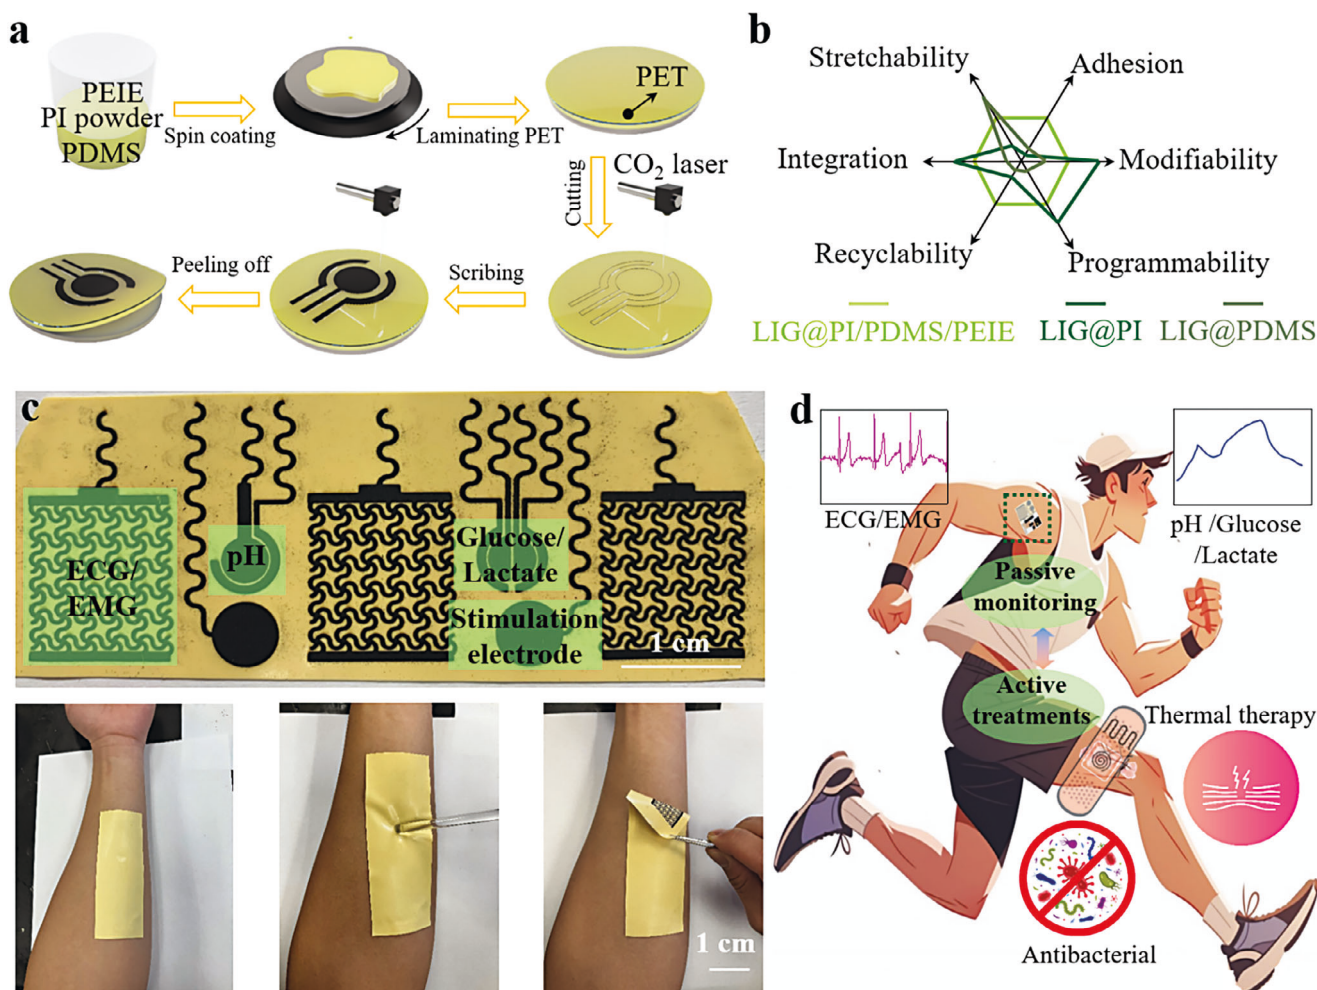 a
PEIE
PI powder
PDMS
Spin coating
Laminating PET
PET
Cutting
CO₂ laser
Scribing
Peeling off
b
Stretchability
Adhesion
Integration
Modifiability
Recyclability
Programmability
LIG@PI/PDMS/PEIE
LIG@PI
LIG@PDMS
c
ECG/
EMG
pH
Glucose/
Lactate
Stimulation
electrode
1 cm
1 cm
d
ECG/EMG
pH /Glucose
/Lactate
Passive
monitoring
Active
treatments
Thermal therapy
Antibacterial